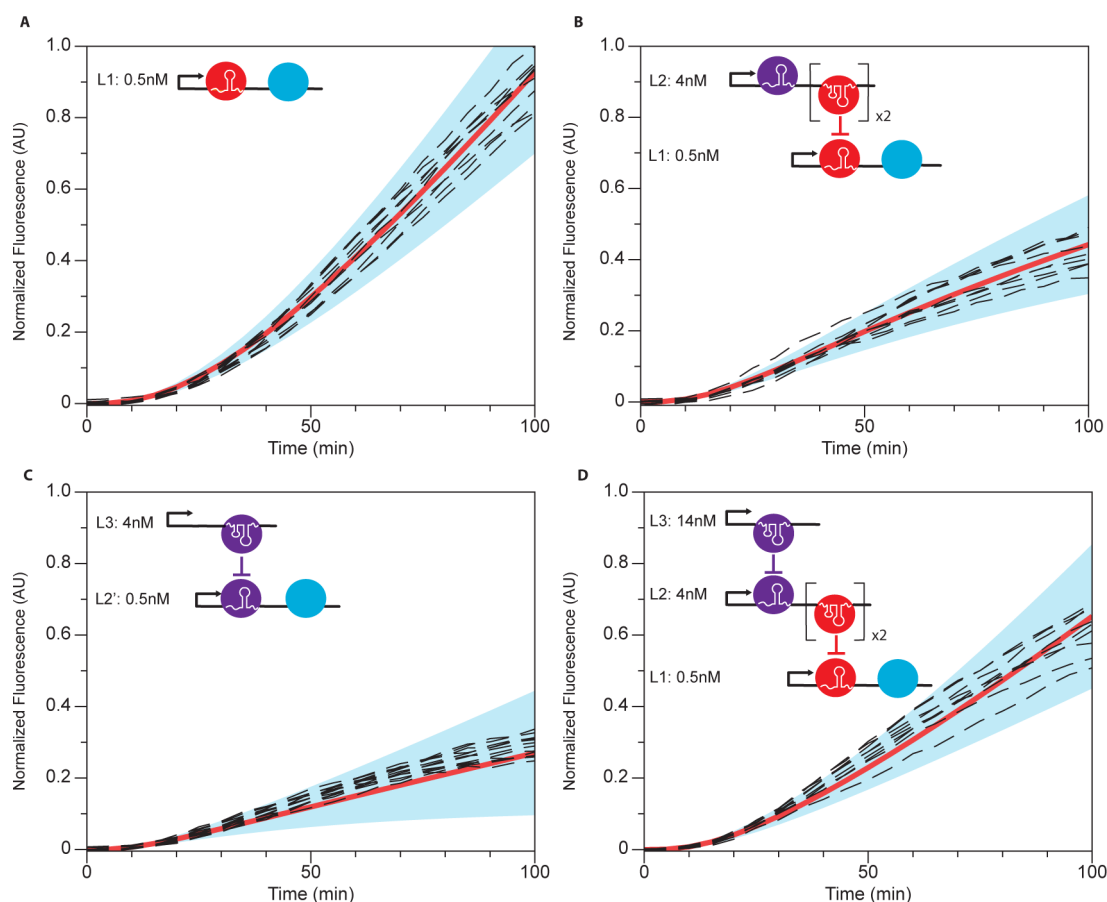 A
Normalized Fluorescence (AU)
1.0
0.8
0.6
0.4
0.2
0
0
50
100
Time (min)
L1: 0.5nM
B
Normalized Fluorescence (AU)
1.0
0.8
0.6
0.4
0.2
0
0
50
100
Time (min)
L2: 4nM
x2
L1: 0.5nM
C
Normalized Fluorescence (AU)
1.0
0.8
0.6
0.4
0.2
0
0
50
100
Time (min)
L3: 4nM
L2’: 0.5nM
D
Normalized Fluorescence (AU)
1.0
0.8
0.6
0.4
0.2
0
0
50
100
Time (min)
L3: 14nM
L2: 4nM
x2
L1: 0.5nM